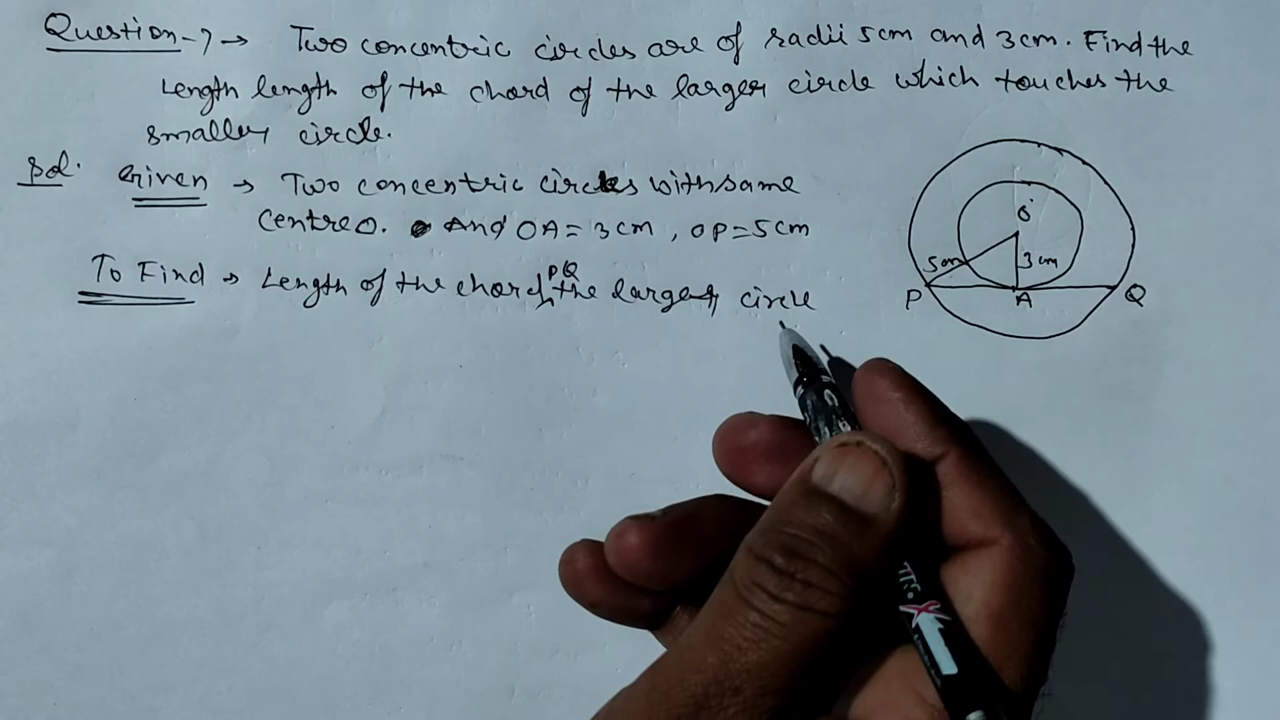 Question-7 → Two concentric circles are of radii 5cm and 3cm. Find the
Length length of the chord of the larger circle which touches the
smaller circle.
Sol. Given → Two concentric circles with same
centre O. And OA = 3cm, OP = 5cm
To Find → Length of the chord PQ the larger circle
O
5cm 3cm
P A Q